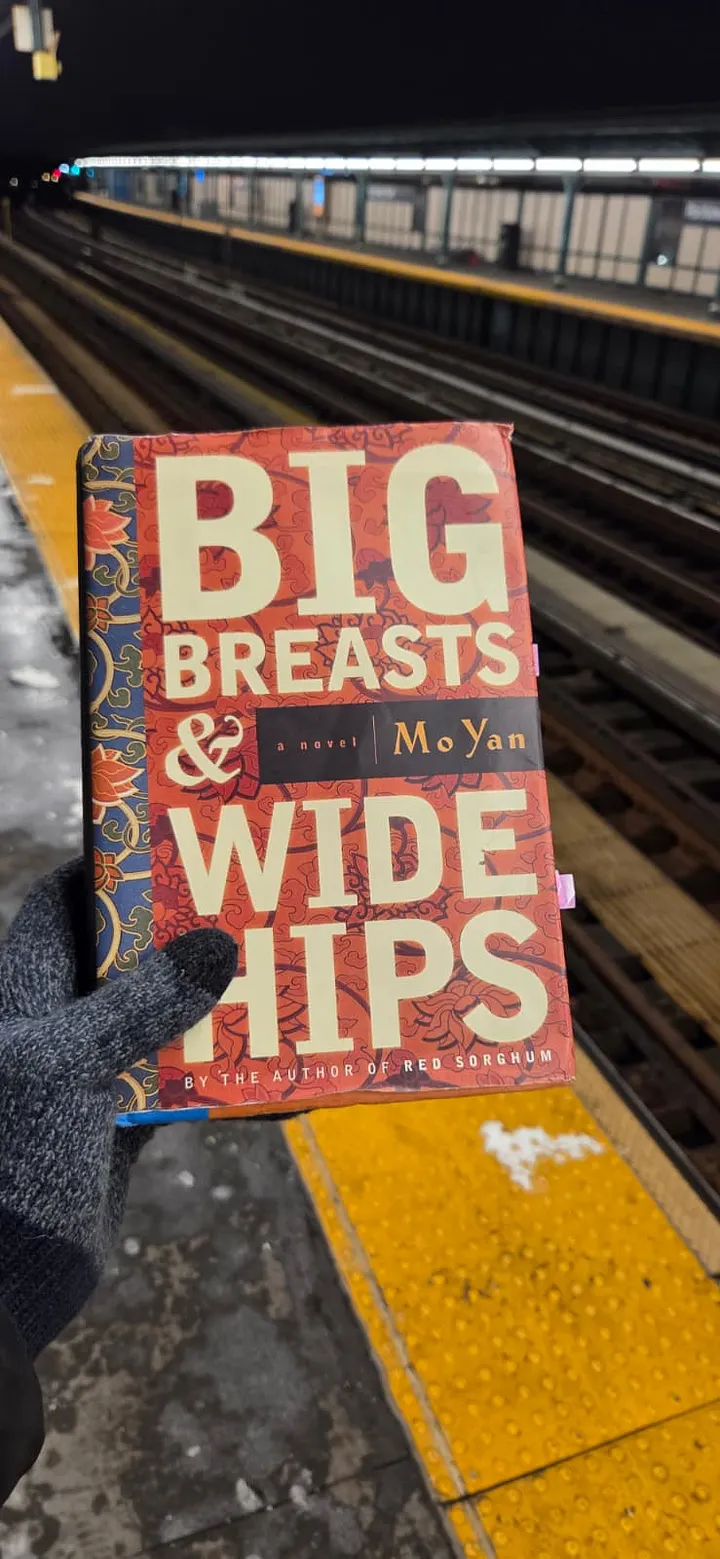 BIG
BREASTS
& a novel | Mo Yan
WIDE
HIPS
BY THE AUTHOR OF RED SORGHUM